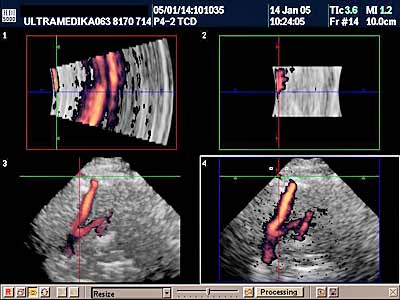 05/01/14:101035 14 Jan 05 TIc 3.6 MI 1.2
ULTRAMEDIKA063 8170 714 P4-2 TCD 10:24:05 Fr #14 10.0cm
1
2
3
4
R
Resize
Processing